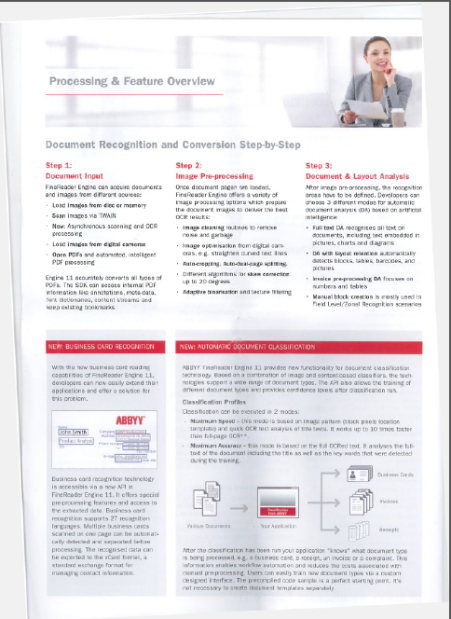 Processing & Feature Overview
Document Recognition and Conversion Step-by-Step
Step 1:
Document Input
FineReader Engine can acquire documents
and images from different sources:
· Load images from disc or memory
· Scan images via TWAIN
· New: Asynchronous scanning and OCR
processing
· Load images from digital cameras
· Open PDFs and automated, intelligent
PDF processing
Engine 11 accurately converts all types of
PDFs. The SDK can access internal PDF
information like annotations, meta-data,
font dictionaries, content streams and
keep existing bookmarks.
Step 2:
Image Pre-processing
Once document pages are loaded,
FineReader Engine offers a variety of
image processing options which prepare
the document images to deliver the best
OCR results:
· Image cleaning routines to remove
noise and garbage
· Image optimisation from digital cam-
eras, e.g. straighten curved text lines
· Auto-cropping, Auto-dual-page splitting,
· Different algorithms for skew correction
up to 20 degrees
· Adaptive binarisation and texture filtering
Step 3:
Document & Layout Analysis
After image pre-processing, the recognition
areas have to be defined. Developers can
choose 3 different modes for automatic
document analysis (DA) based on artificial
intelligence:
· Full text DA recognises all text on
documents, including text embedded in
pictures, charts and diagrams
· DA with layout retention automatically
detects blocks, tables, barcodes, and
pictures
· Invoice pre-processing DA focuses on
numbers and tables
· Manual block creation is mostly used in
Field Level/Zonal Recognition scenarios
NEW: BUSINESS CARD RECOGNITION
With the new business card reading
capabilities of FineReader Engine 11,
developers can now easily extend their
applications and offer a solution for
this problem.
ABBYY
John Smith
Product Analyst
Business card recognition technology
is accessible via a new API in
FineReader Engine 11. It offers special
pre-processing features and access to
the extracted data. Business card
recognition supports 27 recognition
languages. Multiple business cards
scanned on one page can be automati-
cally detected and separated before
processing. The recognised data can
be exported to the vCard format, a
standard exchange format for
managing contact information.
NEW: AUTOMATIC DOCUMENT CLASSIFICATION
ABBYY FineReader Engine 11 provides new functionality for document classification
technology. Based on a combination of image and content-based classifiers, the tech-
nologies support a wide range of document types. The API also allows the training of
different document types and provides confidence levels after classification run.
Classification Profiles
Classification can be executed in 2 modes:
· Maximum Speed – this mode is based on image pattern (black pixels location
template) and quick OCR text analysis of title texts. It works up to 10 times faster
than full-page OCR**
· Maximum Accuracy – this mode is based on the full OCRed text. It analyses the full-
text of the document including the title as well as the key words that were detected
during the training.
Various Documents
Your Application
Business Cards
Invoices
Receipts
After the classification has been run your application "knows" what document type
is being processed, e.g. a business card, a receipt, an invoice or a complaint. This
information enables workflow automation and reduces the costs associated with
manual pre-processing. Users can easily train new document types via a custom
designed interface. The precompiled code sample is a perfect starting point. It's
not necessary to create document templates separately.